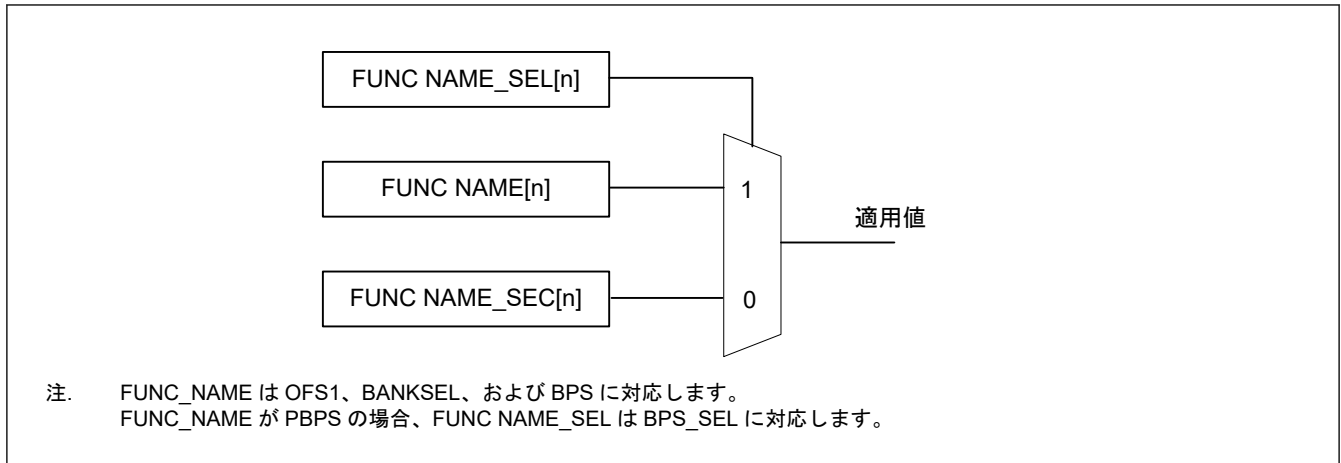 FUNC NAME_SEL[n]
FUNC NAME[n]
1
適用値
FUNC NAME_SEC[n]
0
注. FUNC_NAME は OFS1、BANKSEL、および BPS に対応します。
FUNC_NAME が PBPS の場合、FUNC NAME_SEL は BPS_SEL に対応します。